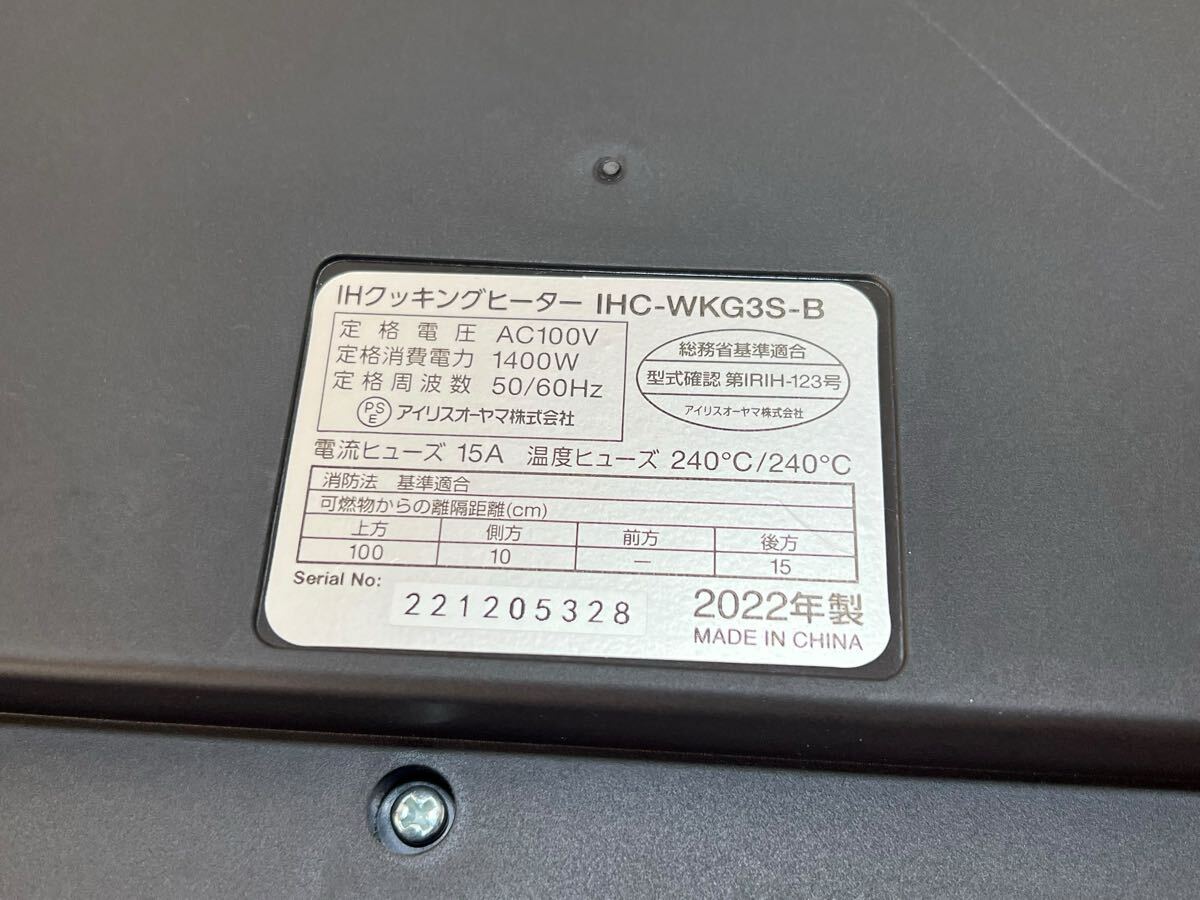 IHクッキングヒーター IHC-WKG3S-B
定格電圧 AC100V
定格消費電力 1400W
定格周波数 50/60Hz
PSE アイリスオーヤマ株式会社
総務省基準適合
型式確認 第IRIH-123号
アイリスオーヤマ株式会社
電流ヒューズ 15A 温度ヒューズ 240℃/240℃
消防法 基準適合
可燃物からの離隔距離(cm)
上方 側方 前方 後方
100 10 — 15
Serial No: 221205328
2022年製
MADE IN CHINA